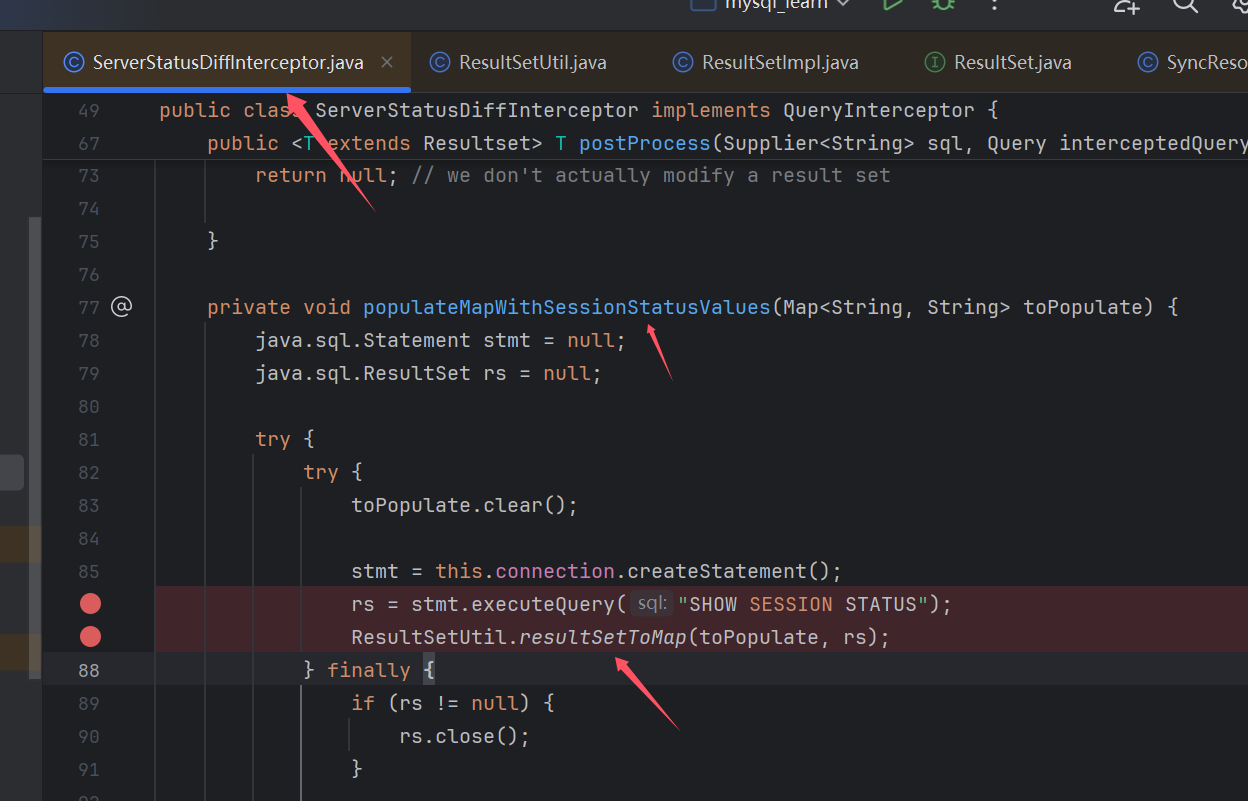 mysql_learn
ServerStatusDiffInterceptor.java ResultSetUtil.java ResultSetImpl.java ResultSet.java SyncReso
49 public class ServerStatusDiffInterceptor implements QueryInterceptor {
67 public <T extends Resultset> T postProcess(Supplier<String> sql, Query interceptedQuery
73 return null; // we don't actually modify a result set
74
75 }
76
77 private void populateMapWithSessionStatusValues(Map<String, String> toPopulate) {
78 java.sql.Statement stmt = null;
79 java.sql.ResultSet rs = null;
80
81 try {
82 try {
83 toPopulate.clear();
84
85 stmt = this.connection.createStatement();
rs = stmt.executeQuery( sql: "SHOW SESSION STATUS");
ResultSetUtil.resultSetToMap(toPopulate, rs);
88 } finally {
89 if (rs != null) {
90 rs.close();
91 }